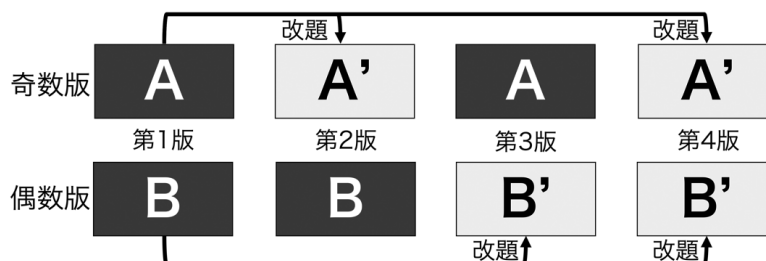 改題 改題
奇数版 A A’ A A’
第1版 第2版 第3版 第4版
偶数版 B B B’ B’
改題 改題